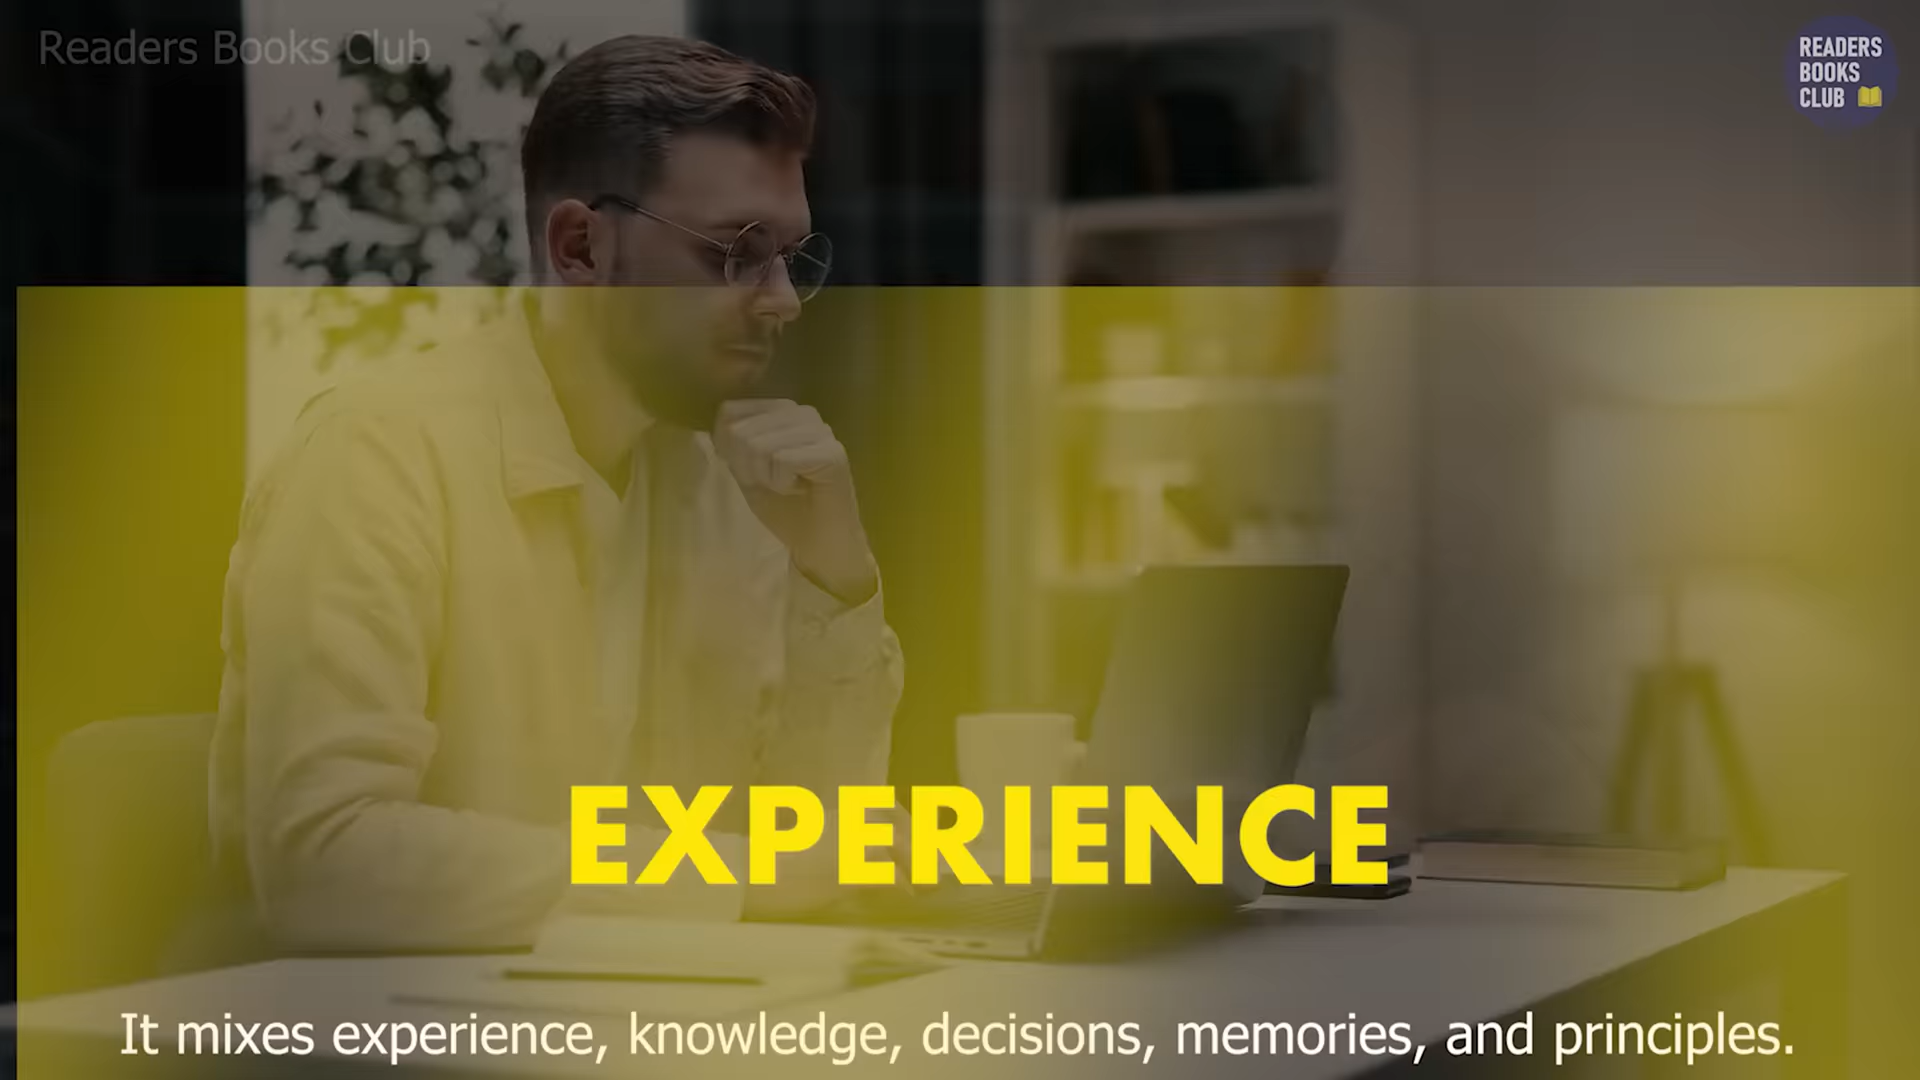 Readers Books Club
READERS
BOOKS
CLUB
EXPERIENCE
It mixes experience, knowledge, decisions, memories, and principles.